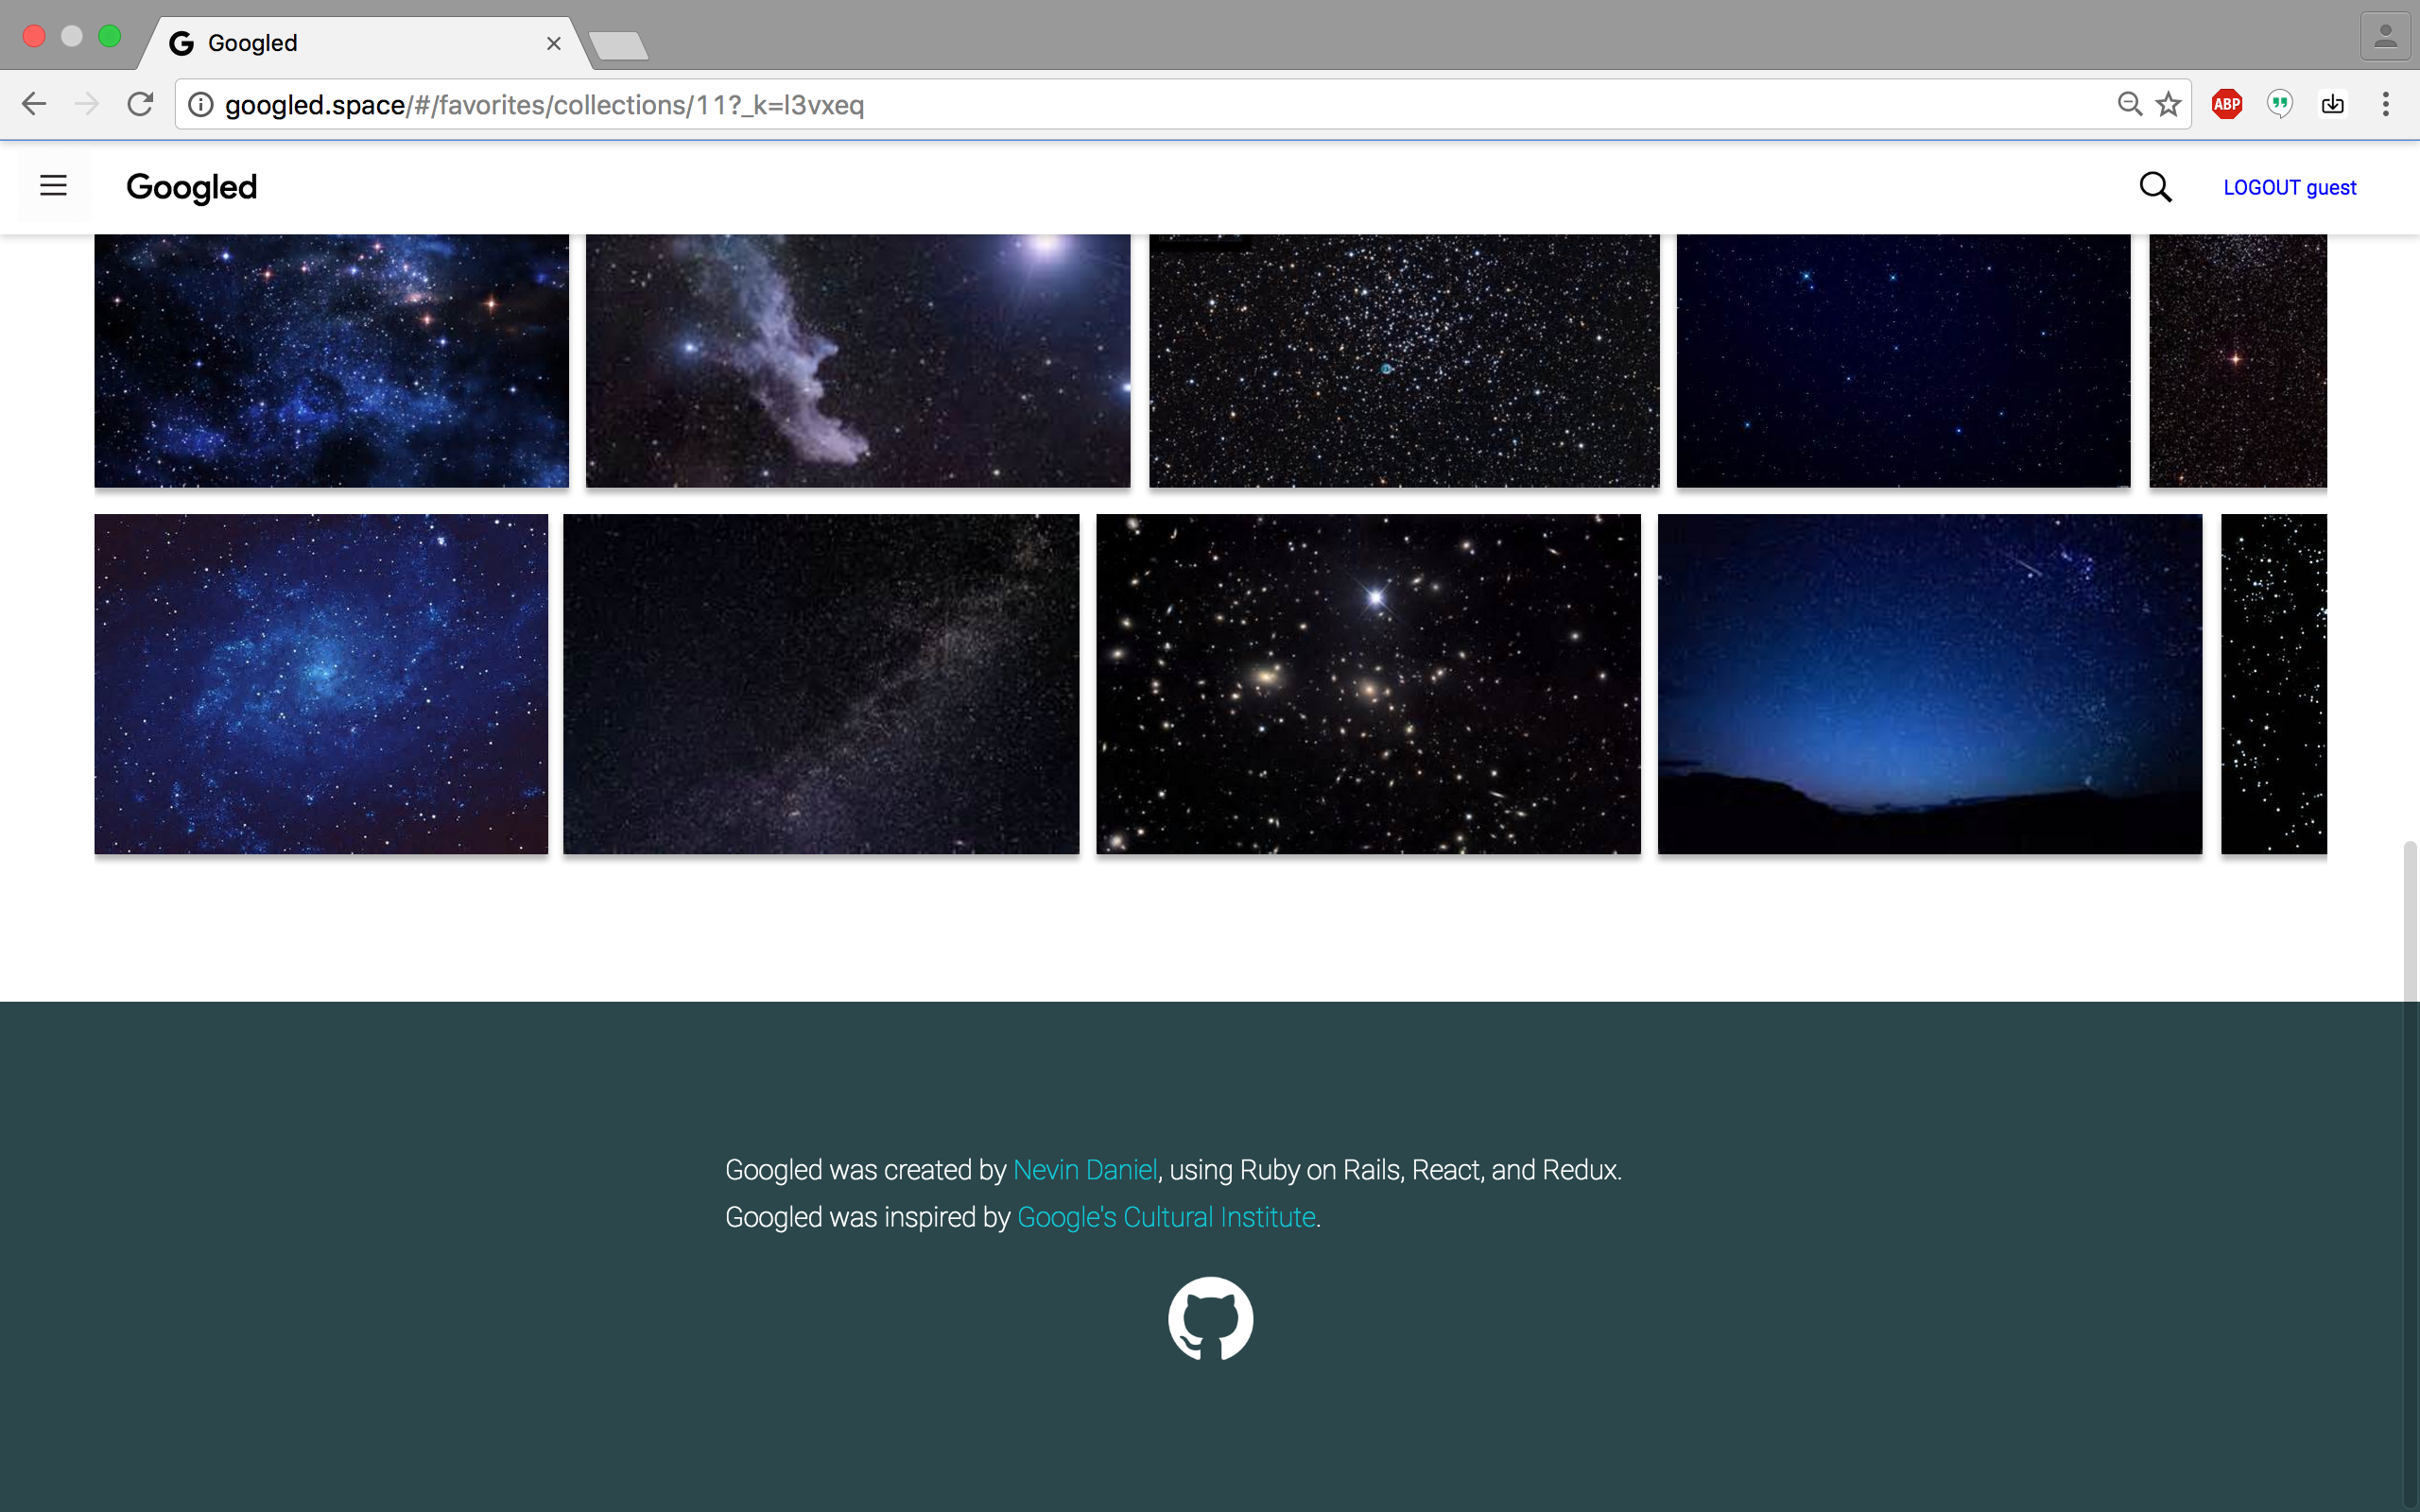 Googled
googled.space/#/favorites/collections/11?_k=l3vxeq
ABP
Googled
LOGOUT guest
Googled was created by Nevin Daniel, using Ruby on Rails, React, and Redux.
Googled was inspired by Google's Cultural Institute.